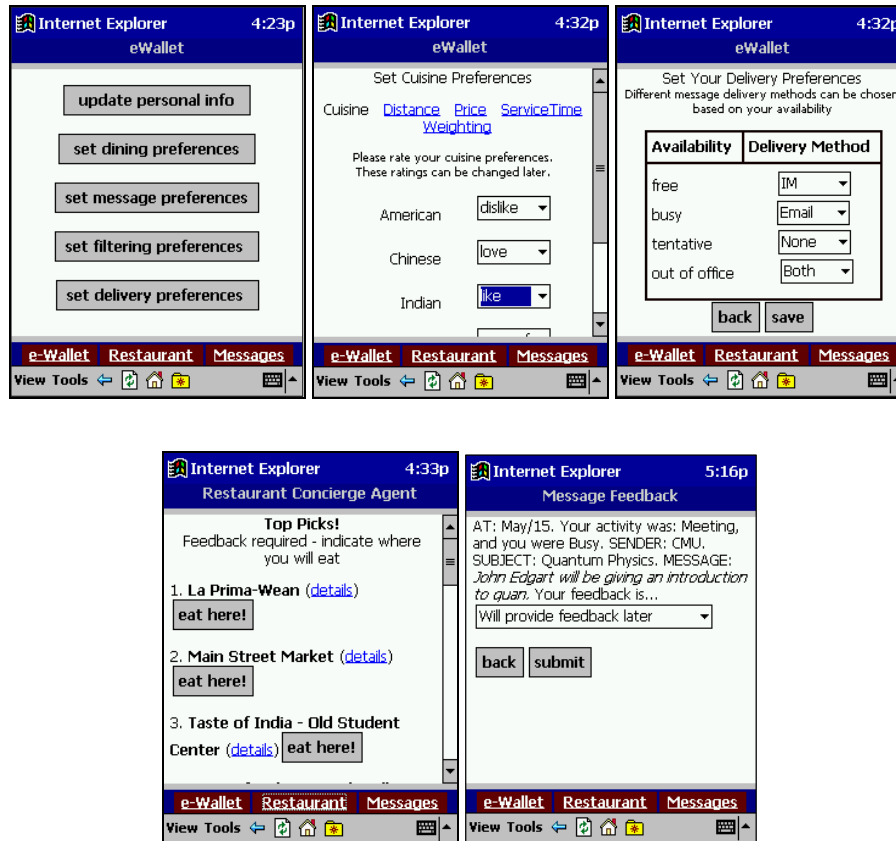 Internet Explorer 4:23p
eWallet
update personal info
set dining preferences
set message preferences
set filtering preferences
set delivery preferences
e-Wallet Restaurant Messages
View Tools
Internet Explorer 4:32p
eWallet
Set Cuisine Preferences
Cuisine Distance Price ServiceTime
Weighting
Please rate your cuisine preferences.
These ratings can be changed later.
American dislike
Chinese love
Indian like
e-Wallet Restaurant Messages
View Tools
Internet Explorer 4:32p
eWallet
Set Your Delivery Preferences
Different message delivery methods can be chosen
based on your availability
Availability Delivery Method
free IM
busy Email
tentative None
out of office Both
back save
e-Wallet Restaurant Messages
View Tools
Internet Explorer 4:33p
Restaurant Concierge Agent
Top Picks!
Feedback required - indicate where
you will eat
1. La Prima-Wean (details)
eat here!
2. Main Street Market (details)
eat here!
3. Taste of India - Old Student
Center (details) eat here!
e-Wallet Restaurant Messages
View Tools
Internet Explorer 5:16p
Message Feedback
AT: May/15. Your activity was: Meeting,
and you were Busy. SENDER: CMU.
SUBJECT: Quantum Physics. MESSAGE:
John Edgart will be giving an introduction
to quan. Your feedback is...
Will provide feedback later
back submit
e-Wallet Restaurant Messages
View Tools